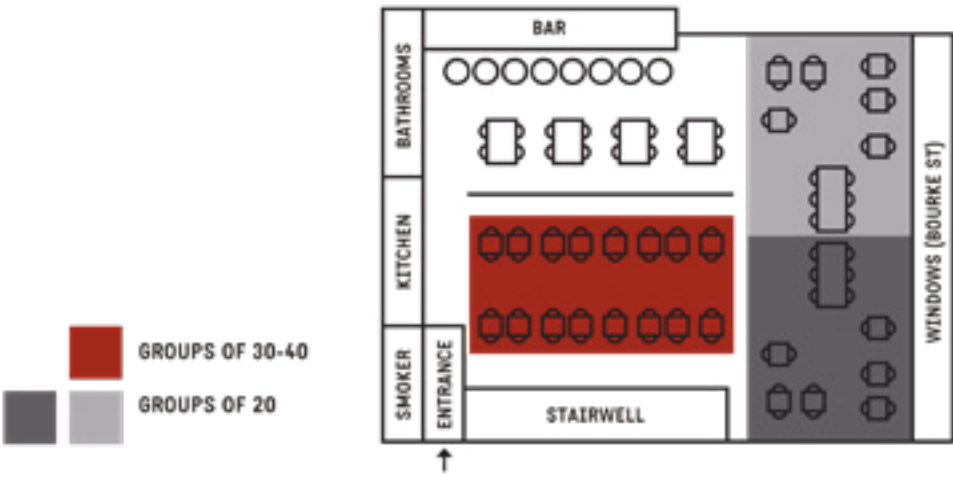 BAR
BATHROOMS
KITCHEN
SMOKER
ENTRANCE
STAIRWELL
WINDOWS (BOURKE ST)
GROUPS OF 30-40
GROUPS OF 20